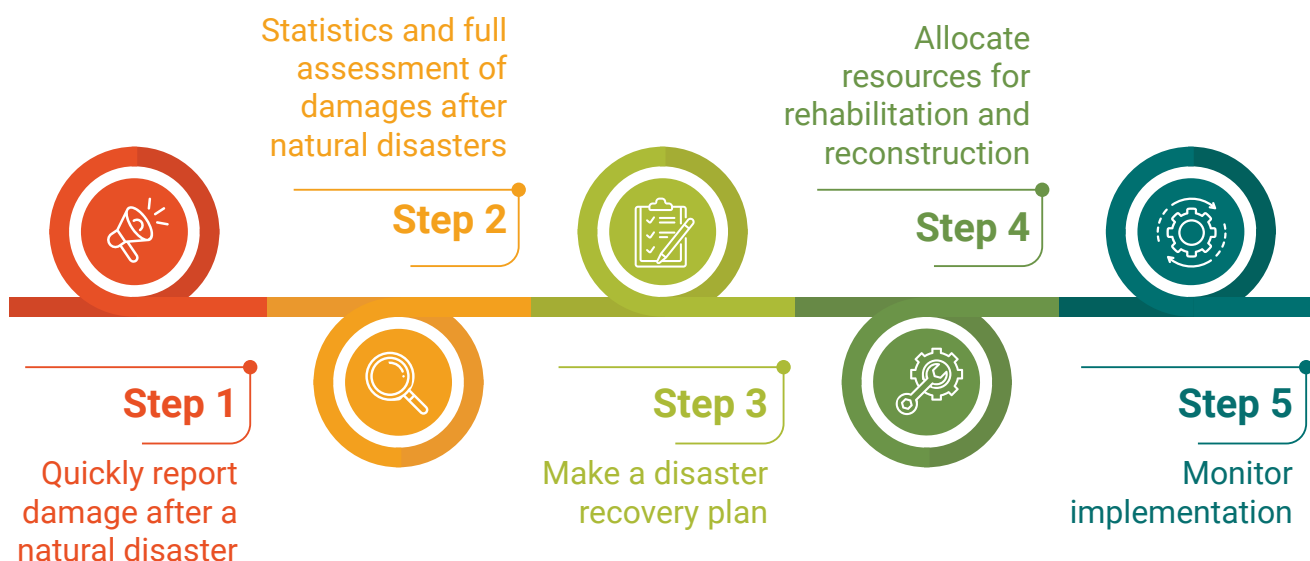 Step 1
Quickly report
damage after a
natural disaster
Statistics and full
assessment of
damages after
natural disasters
Step 2
Step 3
Make a disaster
recovery plan
Allocate
resources for
rehabilitation and
reconstruction
Step 4
Step 5
Monitor
implementation